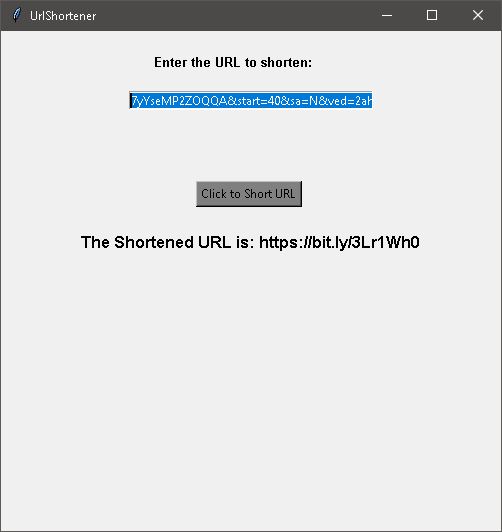 UrlShortener
Enter the URL to shorten:
7yYseMP2ZOQQA&start=40&sa=N&ved=2ah
Click to Short URL
The Shortened URL is: https://bit.ly/3Lr1Wh0